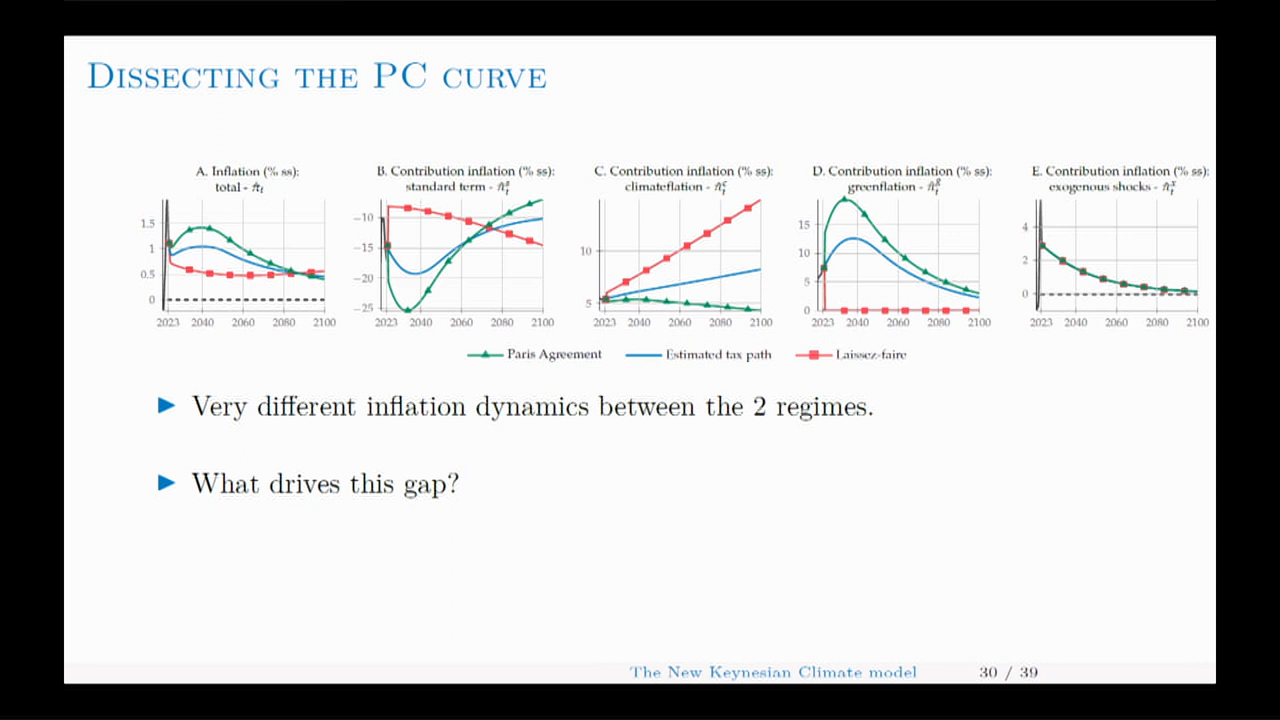 DISSECTING THE PC CURVE
A. Inflation (% ss):
total - π̂t
B. Contribution inflation (% ss):
standard term - π̂ˢt
C. Contribution inflation (% ss):
climateflation - π̂ᶜt
D. Contribution inflation (% ss):
greenflation - π̂ᵍt
E. Contribution inflation (% ss):
exogenous shocks - π̂ˣt
1.5
1
0.5
0
2023 2040 2060 2080 2100
−10
−15
−20
−25
2023 2040 2060 2080 2100
10
5
2023 2040 2060 2080 2100
15
10
5
0
2023 2040 2060 2080 2100
4
2
0
2023 2040 2060 2080 2100
Paris Agreement Estimated tax path Laissez-faire
▶ Very different inflation dynamics between the 2 regimes.
▶ What drives this gap?
The New Keynesian Climate model 30 / 39